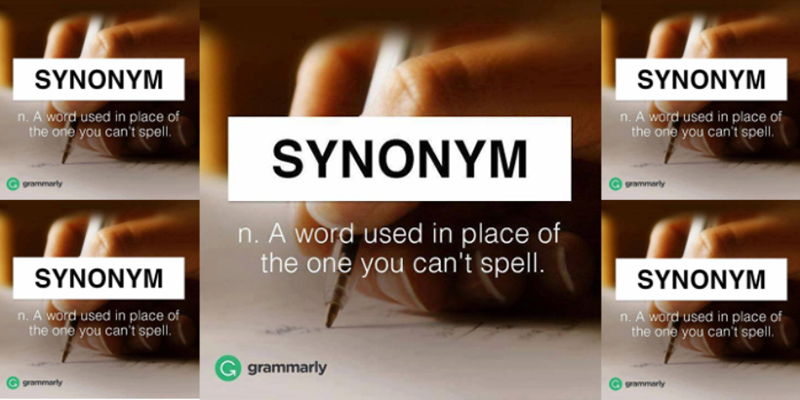 SYNONYM
n. A word used in place of
the one you can't spell.
grammarly
SYNONYM
n. A word used in place of
the one you can't spell.
grammarly
SYNONYM
n. A word used in place of
the one you can't spell.
grammarly
SYNONYM
n. A word used in place of
the one you can't spell.
grammarly
SYNONYM
n. A word used in place of
the one you can't spell.
grammarly